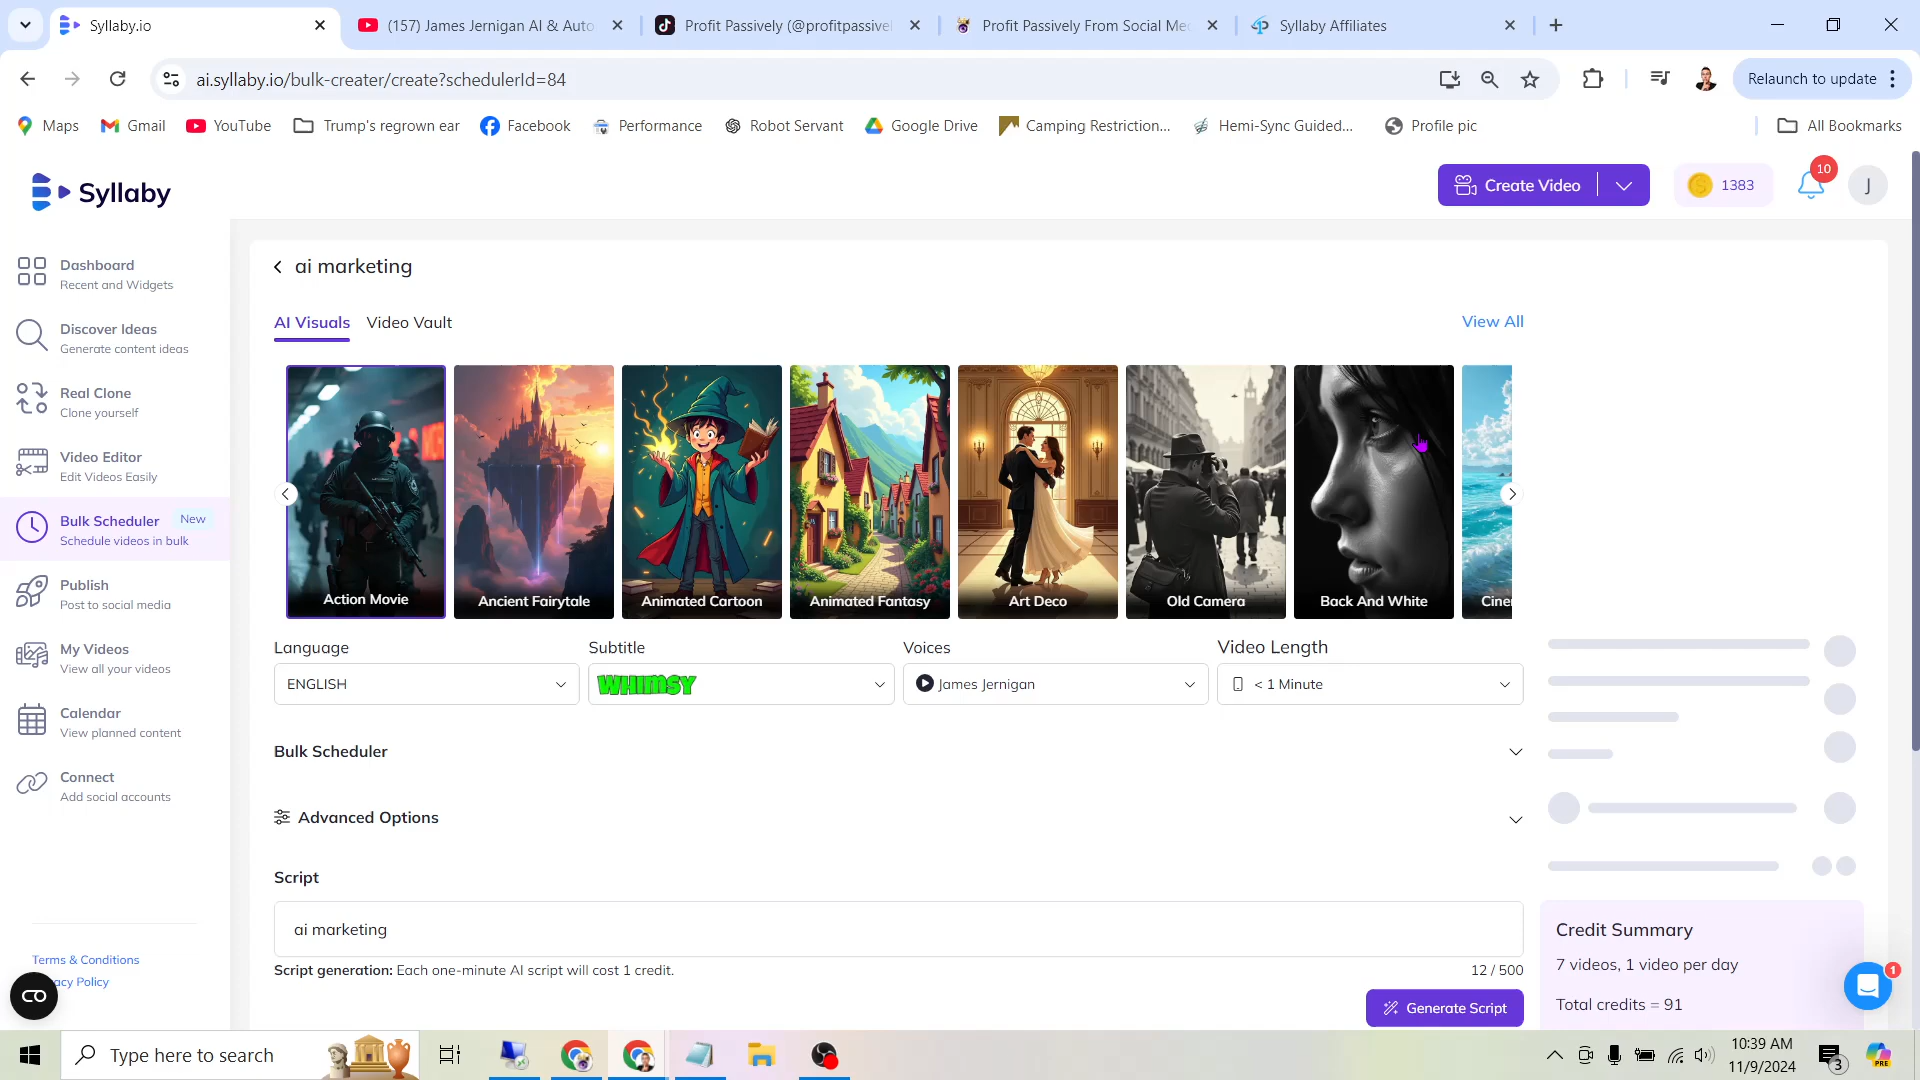 Syllaby.io
(157) James Jernigan AI & Auto
Profit Passively (@profitpassive
Profit Passively From Social Me
Syllaby Affiliates
ai.syllaby.io/bulk-creater/create?schedulerId=84
Relaunch to update
Maps
Gmail
YouTube
Trump's regrown ear
Facebook
Performance
Robot Servant
Google Drive
Camping Restriction...
Hemi-Sync Guided...
Profile pic
All Bookmarks
Syllaby
Create Video
1383
10
J
Dashboard
Recent and Widgets
Discover Ideas
Generate content ideas
Real Clone
Clone yourself
Video Editor
Edit Videos Easily
Bulk Scheduler New
Schedule videos in bulk
Publish
Post to social media
My Videos
View all your videos
Calendar
View planned content
Connect
Add social accounts
Terms & Conditions
acy Policy
ai marketing
AI Visuals
Video Vault
View All
Action Movie
Ancient Fairytale
Animated Cartoon
Animated Fantasy
Art Deco
Old Camera
Back And White
Cine
Language
Subtitle
Voices
Video Length
ENGLISH
WHIMSY
James Jernigan
< 1 Minute
Bulk Scheduler
Advanced Options
Script
ai marketing
Script generation: Each one-minute AI script will cost 1 credit.
12 / 500
Generate Script
Credit Summary
7 videos, 1 video per day
Total credits = 91
1
Type here to search
10:39 AM
11/9/2024
3
PRE